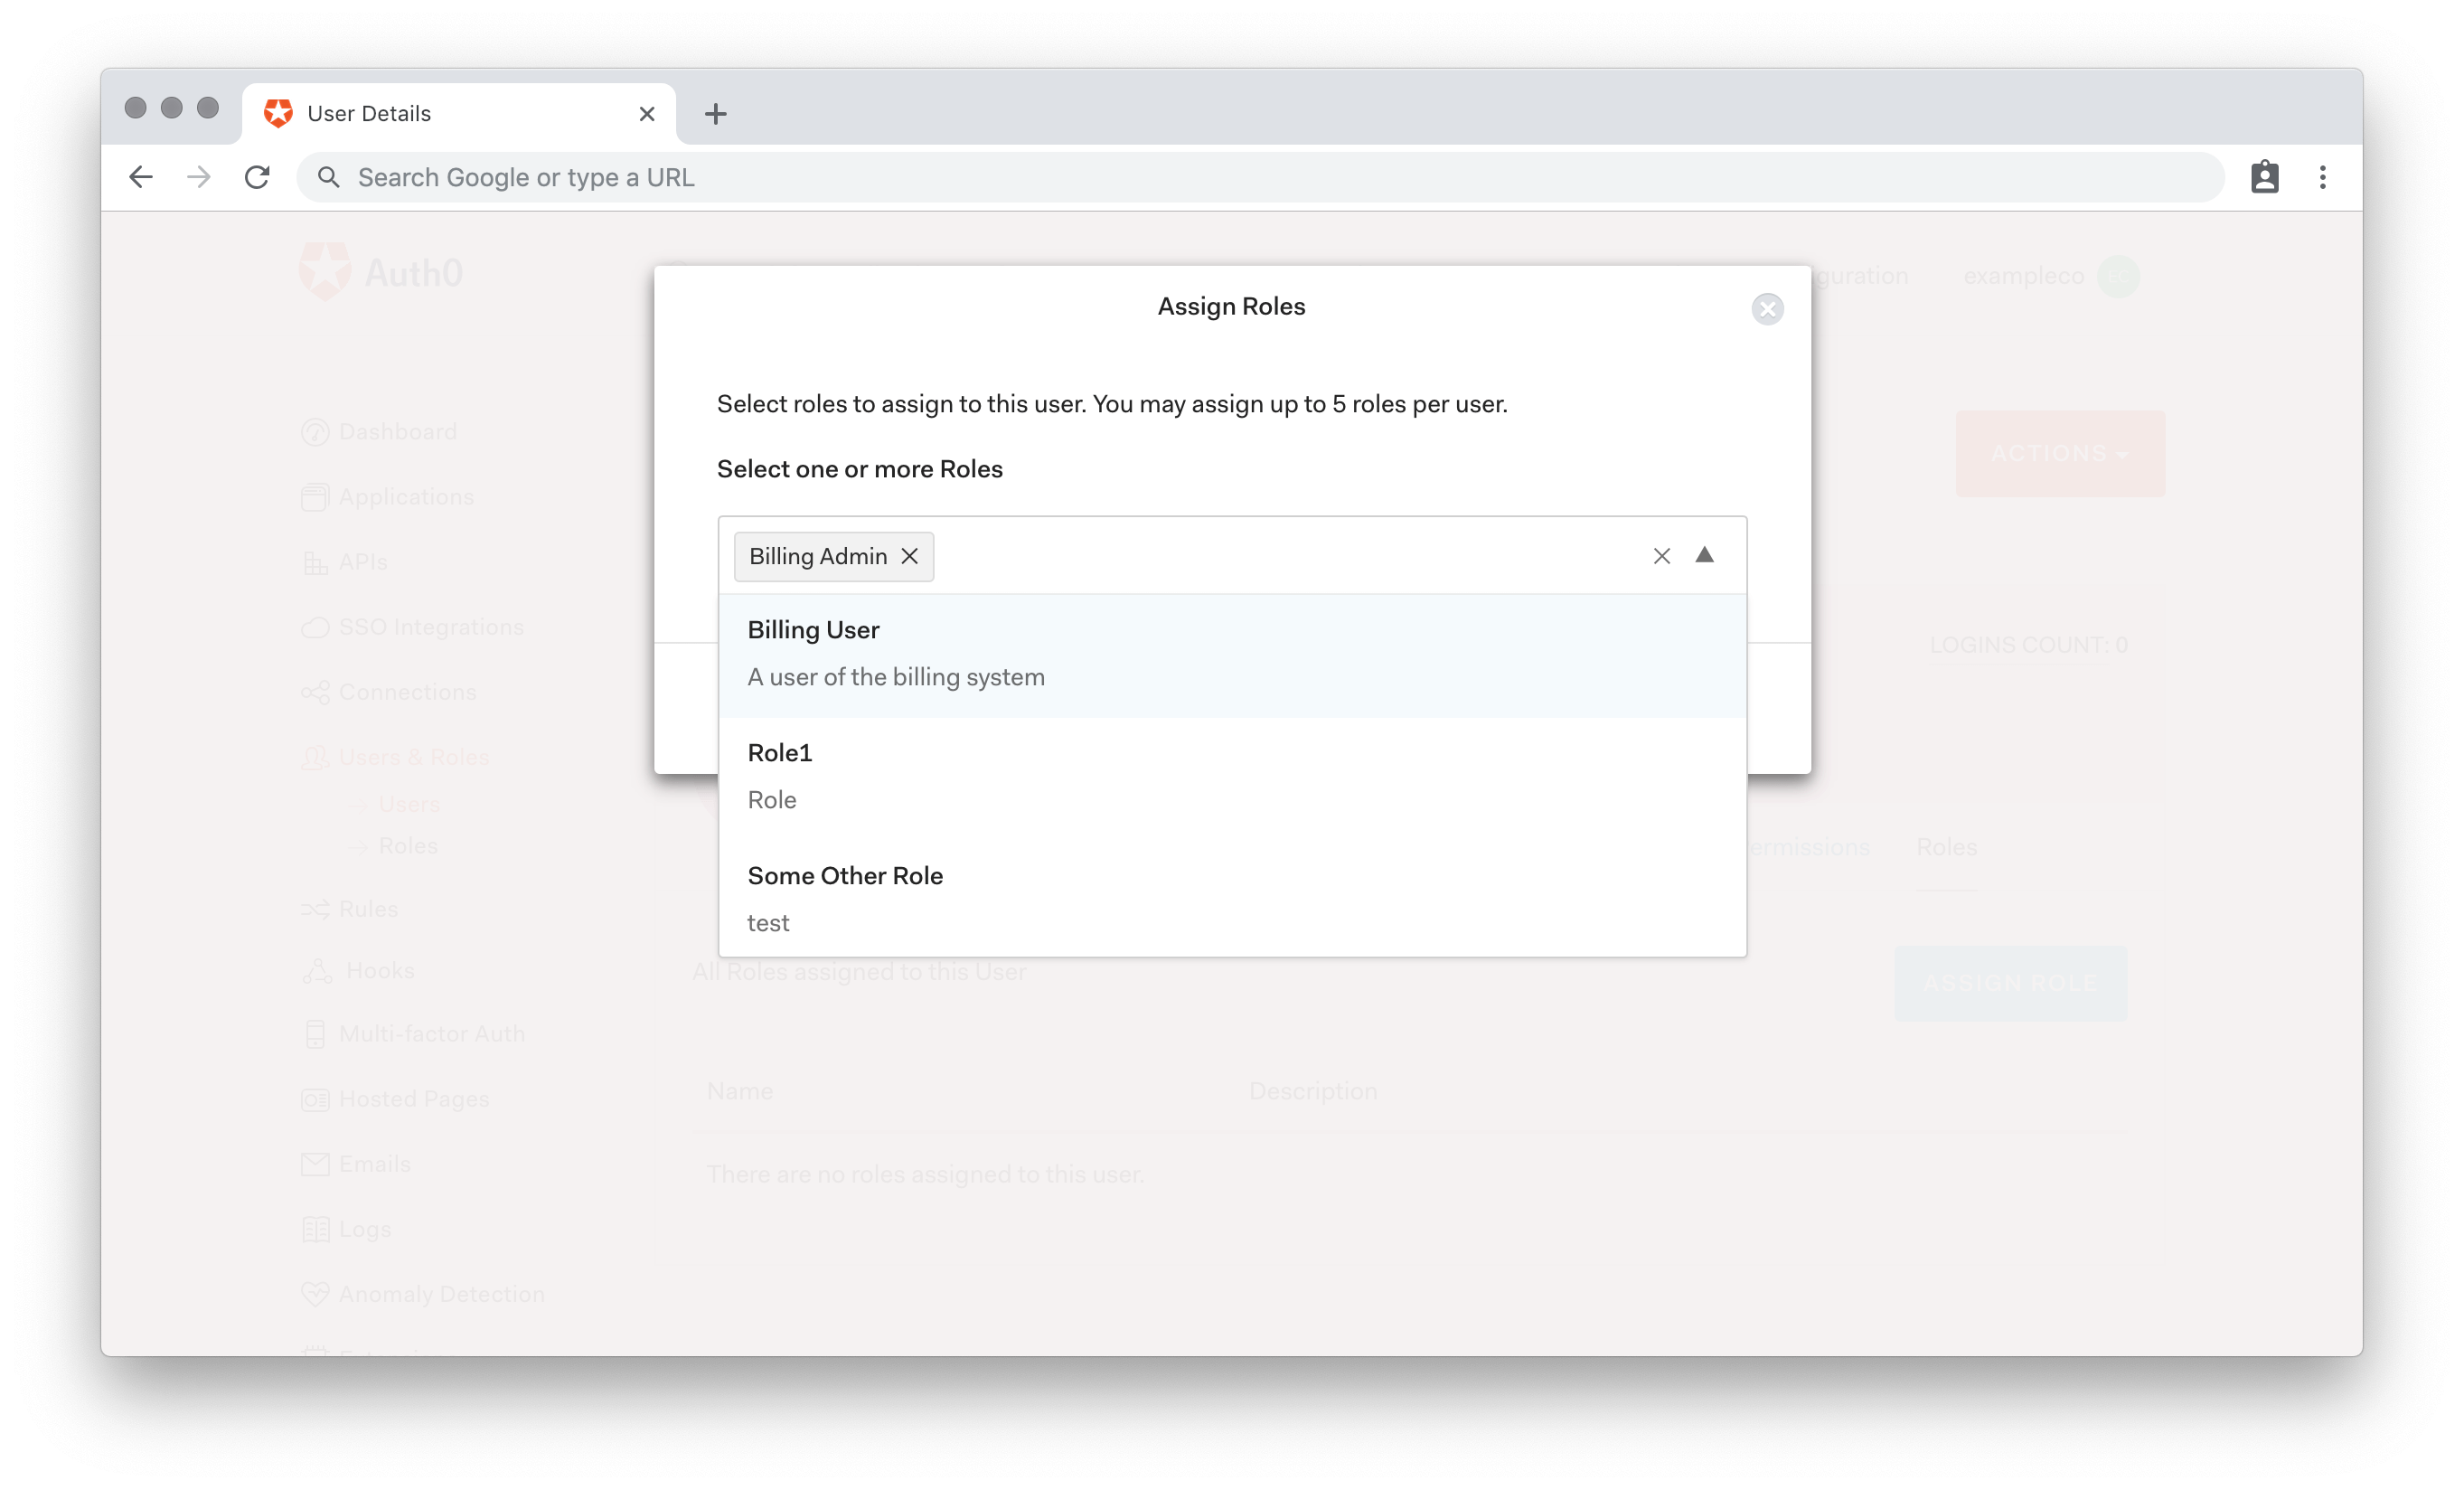 User Details
Search Google or type a URL
Auth0
guration
exampleco
Assign Roles
Select roles to assign to this user. You may assign up to 5 roles per user.
Select one or more Roles
Billing Admin
Billing User
A user of the billing system
Role1
Role
Some Other Role
test
ACTIONS
LOGINS COUNT: 0
ermissions
Roles
Dashboard
Applications
APIs
SSO Integrations
Connections
Users & Roles
Users
Roles
Rules
Hooks
Multi-factor Auth
Hosted Pages
Emails
Logs
Anomaly Detection
All Roles assigned to this User
ASSIGN ROLE
Name Description
There are no roles assigned to this user.